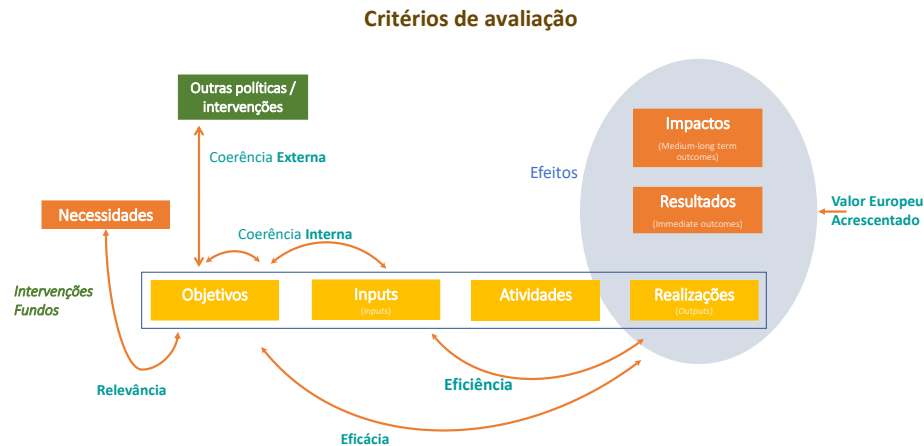 Critérios de avaliação
Outras políticas /
intervenções
Impactos
(Medium-long term
outcomes)
Coerência Externa
Efeitos
Resultados
(Immediate outcomes)
Valor Europeu
Acrescentado
Necessidades
Coerência Interna
Intervenções
Fundos
Objetivos
Inputs
(Inputs)
Atividades
Realizações
(Outputs)
Relevância
Eficiência
Eficácia